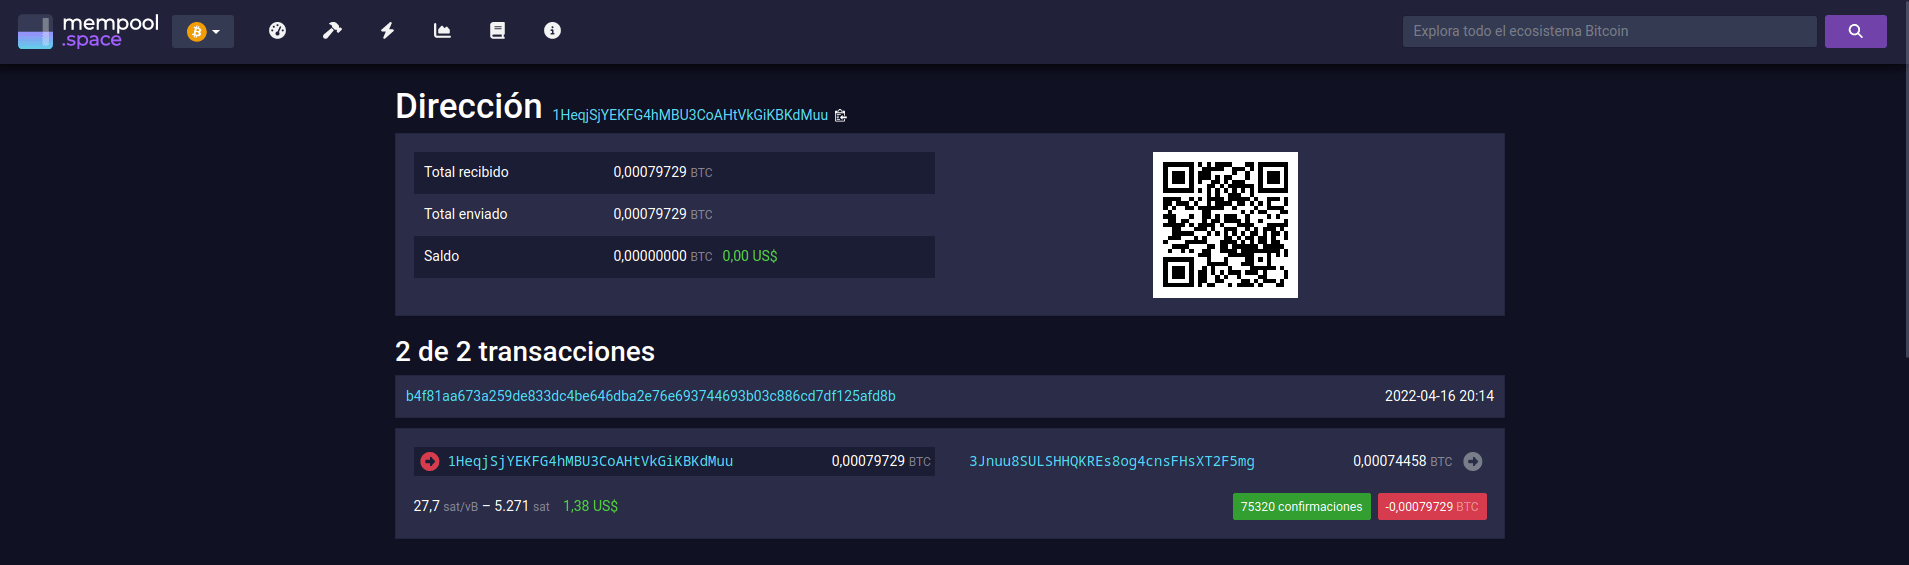 mempool
.space
Explora todo el ecosistema Bitcoin
Dirección 1HeqjSjYEKFG4hMBU3CoAHtVkGiKBKdMuu
Total recibido 0,00079729 BTC
Total enviado 0,00079729 BTC
Saldo 0,00000000 BTC 0,00 US$
2 de 2 transacciones
b4f81aa673a259de833dc4be646dba2e76e693744693b03c886cd7df125afd8b 2022-04-16 20:14
1HeqjSjYEKFG4hMBU3CoAHtVkGiKBKdMuu 0,00079729 BTC 3Jnuu8SULSHHQKREs8og4cnsFHsXT2F5mg 0,00074458 BTC
27,7 sat/vB – 5.271 sat 1,38 US$ 75320 confirmaciones -0,00079729 BTC